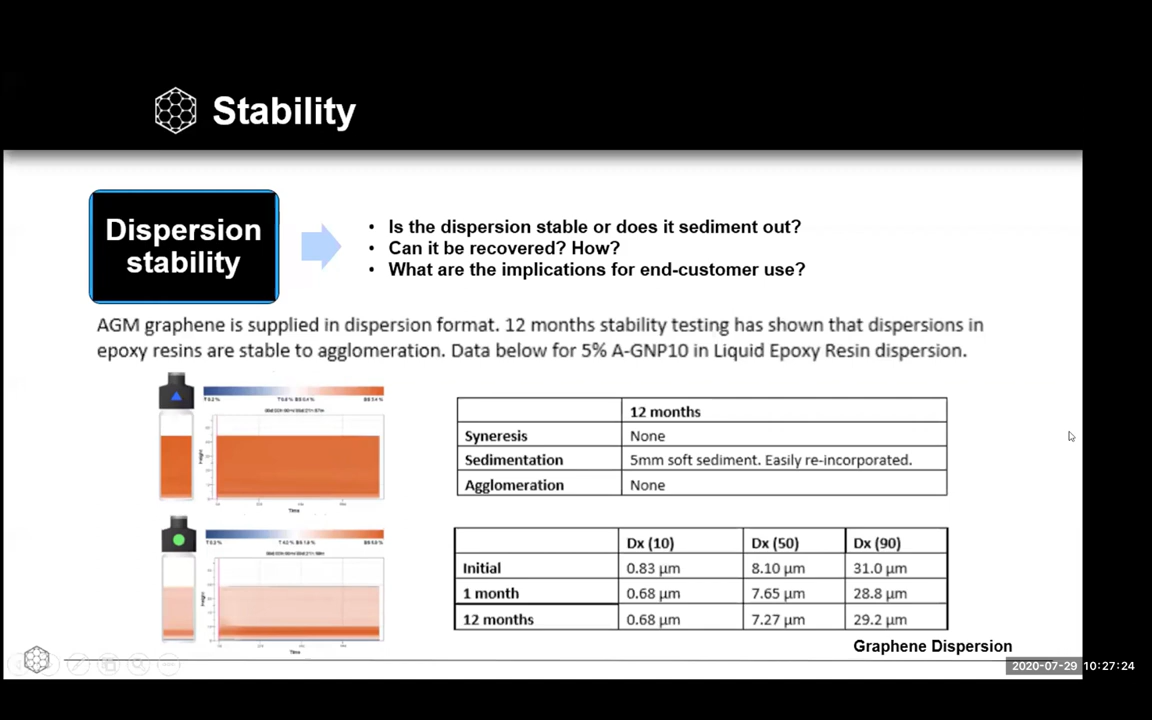 Stability
Dispersion
stability
• Is the dispersion stable or does it sediment out?
• Can it be recovered? How?
• What are the implications for end-customer use?
AGM graphene is supplied in dispersion format. 12 months stability testing has shown that dispersions in
epoxy resins are stable to agglomeration. Data below for 5% A-GNP10 in Liquid Epoxy Resin dispersion.
Height
Time
12 months
Syneresis None
Sedimentation 5mm soft sediment. Easily re-incorporated.
Agglomeration None
Height
Time
Dx (10) Dx (50) Dx (90)
Initial 0.83 µm 8.10 µm 31.0 µm
1 month 0.68 µm 7.65 µm 28.8 µm
12 months 0.68 µm 7.27 µm 29.2 µm
Graphene Dispersion
2020-07-29 10:27:24